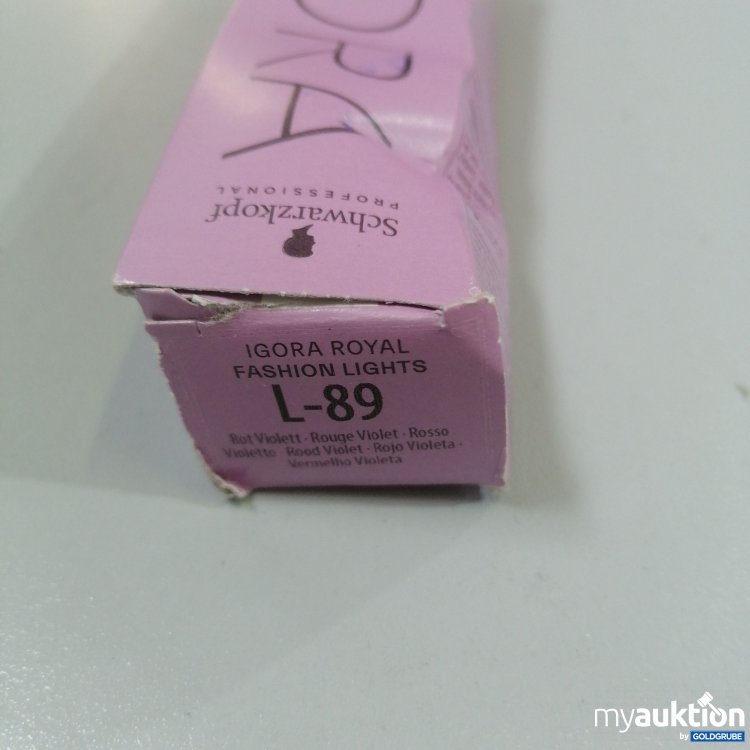 ORA
Schwarzkopf
PROFESSIONAL
IGORA ROYAL
FASHION LIGHTS
L-89
Rot Violett · Rouge Violet · Rosso
Violetto · Rood Violet · Rojo Violeta ·
Vermelho Violeta
myauktion
by GOLDGRUBE